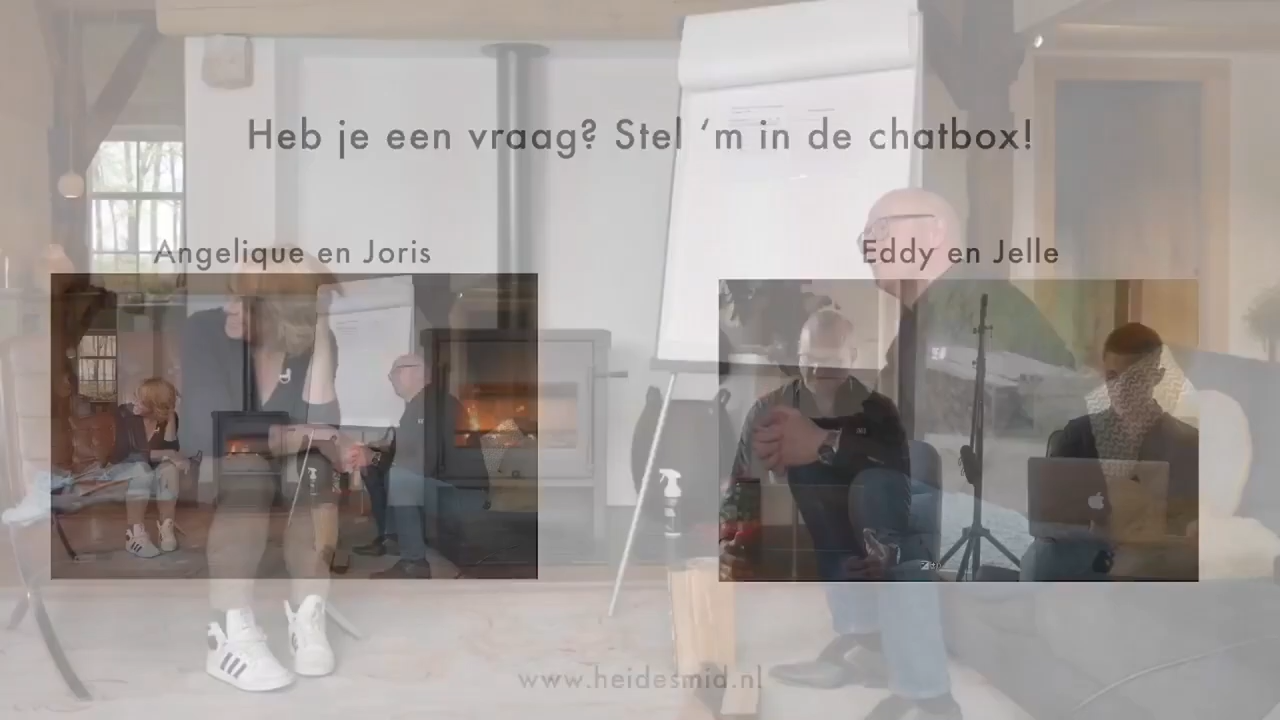 Heb je een vraag? Stel ‘m in de chatbox!
Angelique en Joris
Eddy en Jelle
www.heidesmid.nl